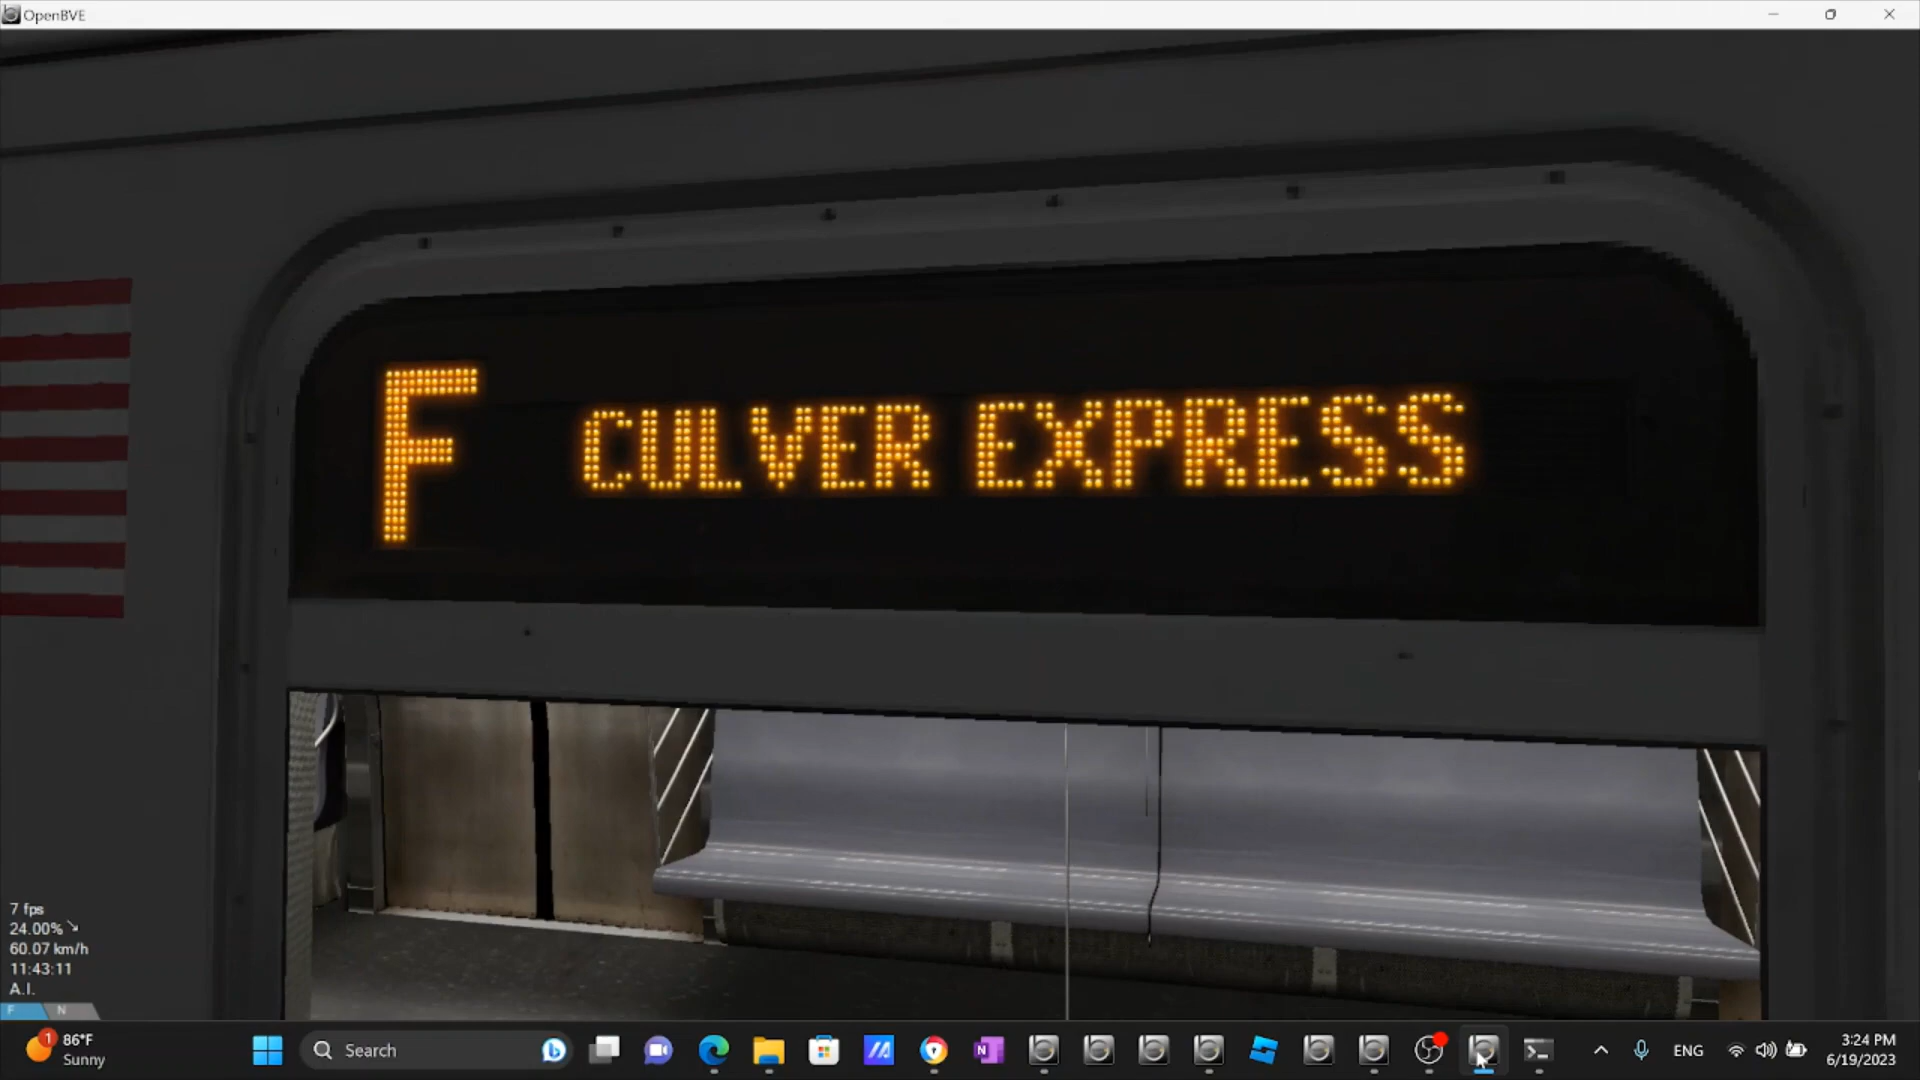 OpenBVE
F CULVER EXPRESS
7 fps
24.00%
60.07 km/h
11:43:11
A.I.
F N
1
86°F
Sunny
Search
ENG
3:24 PM
6/19/2023